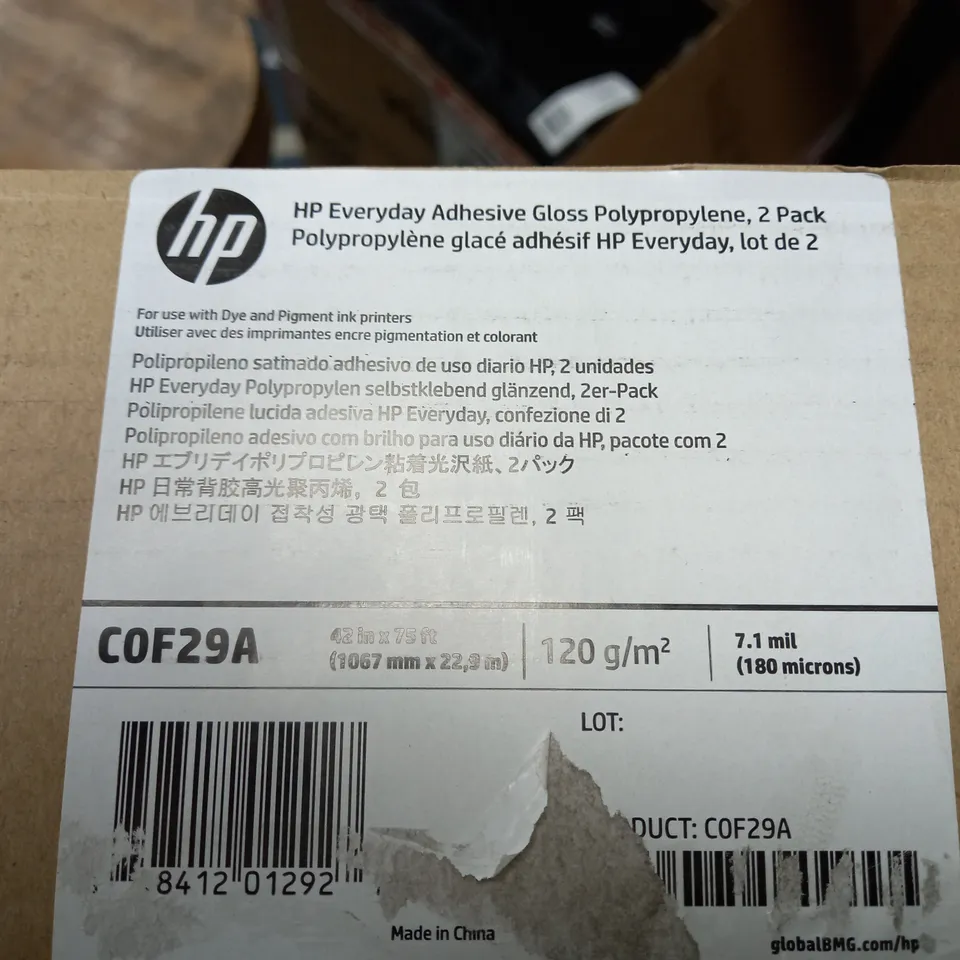 hp
HP Everyday Adhesive Gloss Polypropylene, 2 Pack
Polypropylène glacé adhésif HP Everyday, lot de 2
For use with Dye and Pigment ink printers
Utiliser avec des imprimantes encre pigmentation et colorant
Polipropileno satinado adhesivo de uso diario HP, 2 unidades
HP Everyday Polypropylen selbstklebend glänzend, 2er-Pack
Polipropilene lucida adesiva HP Everyday, confezione di 2
Polipropileno adesivo com brilho para uso diário da HP, pacote com 2
HP エブリデイポリプロピレン粘着光沢紙、2パック
HP 日常背胶高光聚丙烯, 2 包
HP 에브리데이 접착성 광택 폴리프로필렌, 2 팩
C0F29A
42 in x 75 ft
(1067 mm x 22,9 m)
120 g/m²
7.1 mil
(180 microns)
LOT:
DUCT: C0F29A
8412 01292
Made in China
globalBMG.com/hp